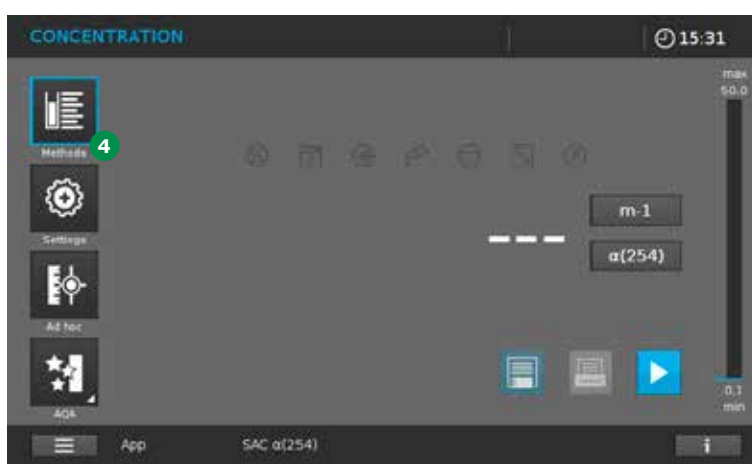 CONCENTRATION
15:31
max
50.0
Methods
4
Settings
m-1
α(254)
Ad hoc
AQA
0.1
min
App
SAC α(254)
i